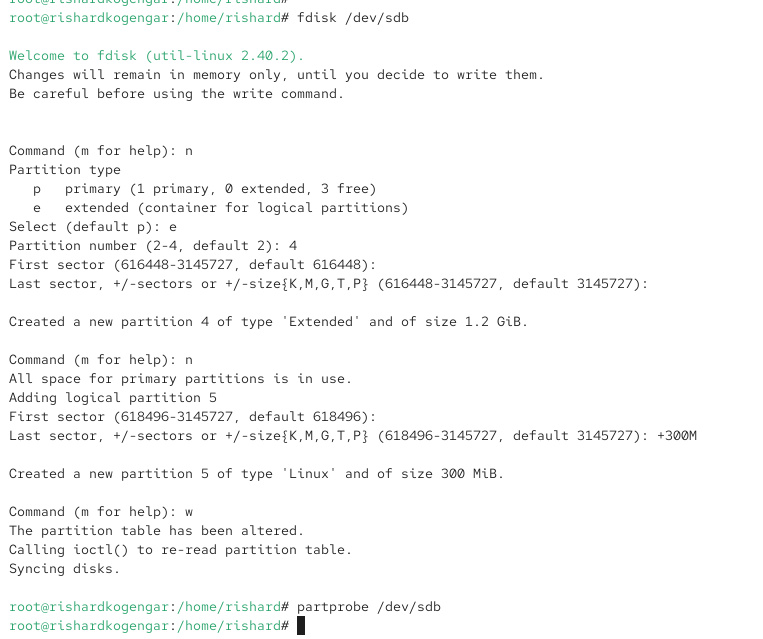 root@rishardkogengar:/home/rishard#
root@rishardkogengar:/home/rishard# fdisk /dev/sdb
Welcome to fdisk (util-linux 2.40.2).
Changes will remain in memory only, until you decide to write them.
Be careful before using the write command.
Command (m for help): n
Partition type
   p   primary (1 primary, 0 extended, 3 free)
   e   extended (container for logical partitions)
Select (default p): e
Partition number (2-4, default 2): 4
First sector (616448-3145727, default 616448):
Last sector, +/-sectors or +/-size{K,M,G,T,P} (616448-3145727, default 3145727):
Created a new partition 4 of type 'Extended' and of size 1.2 GiB.
Command (m for help): n
All space for primary partitions is in use.
Adding logical partition 5
First sector (618496-3145727, default 618496):
Last sector, +/-sectors or +/-size{K,M,G,T,P} (618496-3145727, default 3145727): +300M
Created a new partition 5 of type 'Linux' and of size 300 MiB.
Command (m for help): w
The partition table has been altered.
Calling ioctl() to re-read partition table.
Syncing disks.
root@rishardkogengar:/home/rishard# partprobe /dev/sdb
root@rishardkogengar:/home/rishard#